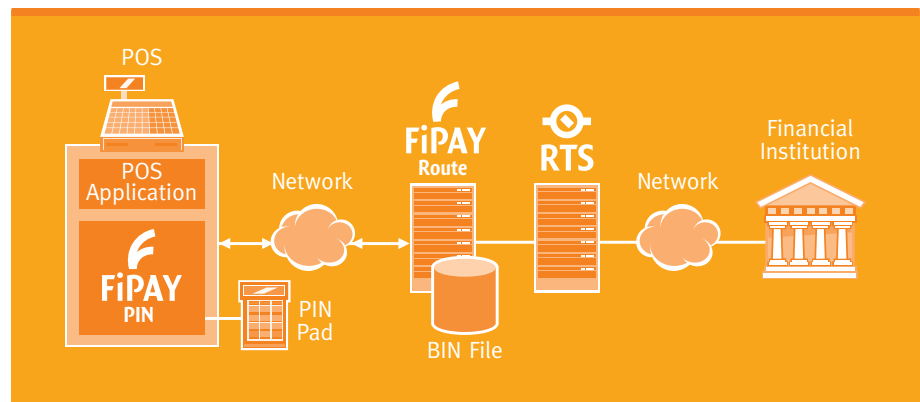 POS
POS
Application
FiPAY
PIN
PIN
Pad
Network
FiPAY
Route
BIN File
RTS
Network
Financial
Institution